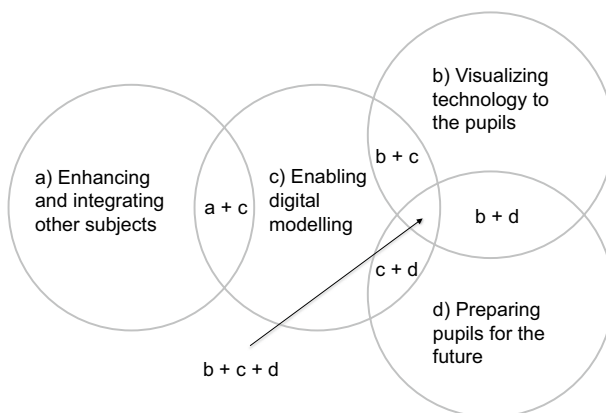 a) Enhancing
and integrating
other subjects
a + c
c) Enabling
digital
modelling
b) Visualizing
technology to
the pupils
b + c
b + d
c + d
d) Preparing
pupils for the
future
b + c + d